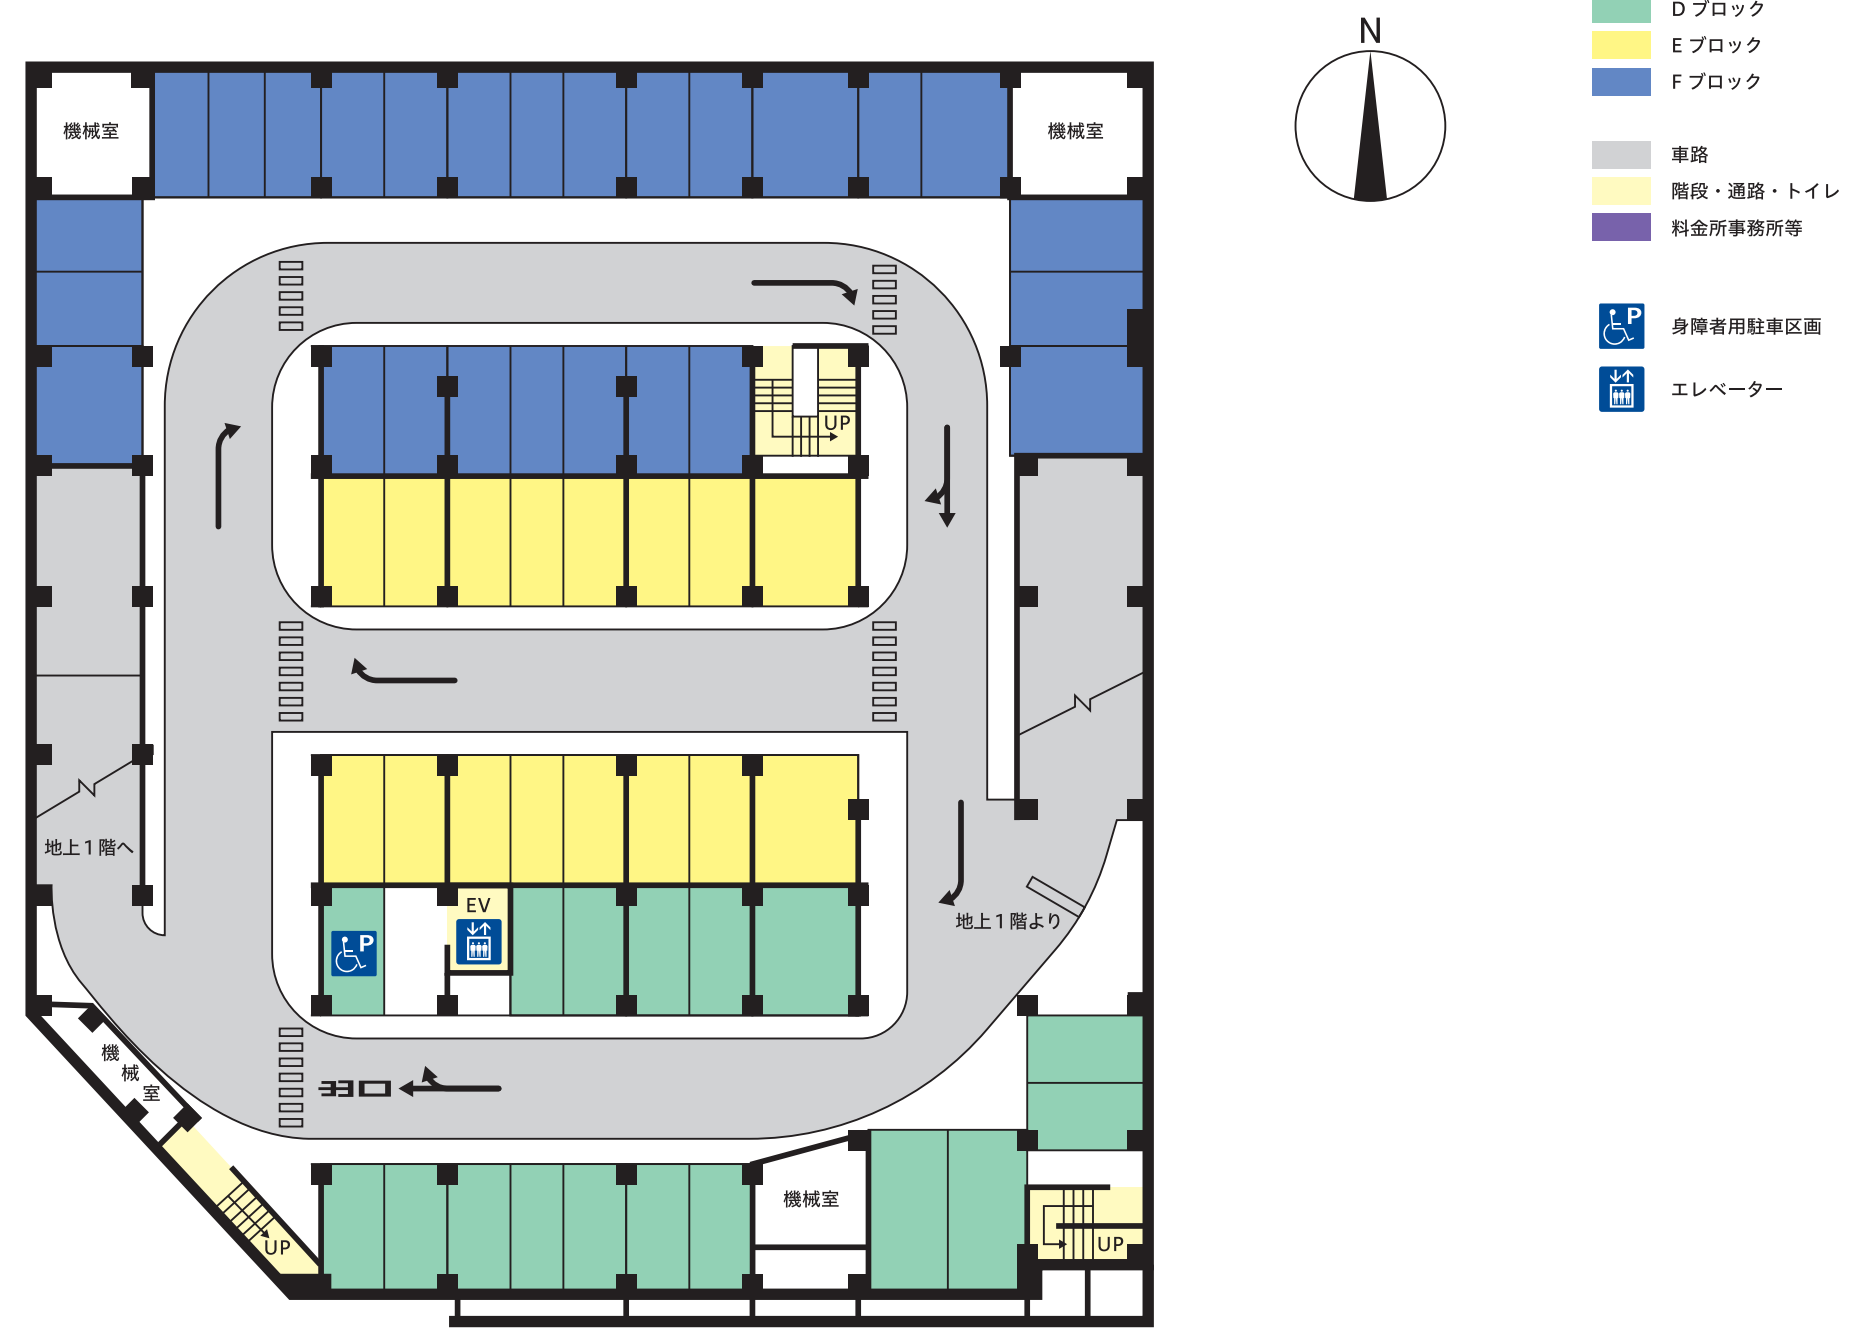 D ブロック
E ブロック
F ブロック
車路
階段・通路・トイレ
料金所事務所等
P
身障者用駐車区画
エレベーター
N
機械室
機械室
UP
地上1階へ
EV
P
地上1階より
出口
機械室
機械室
UP
UP